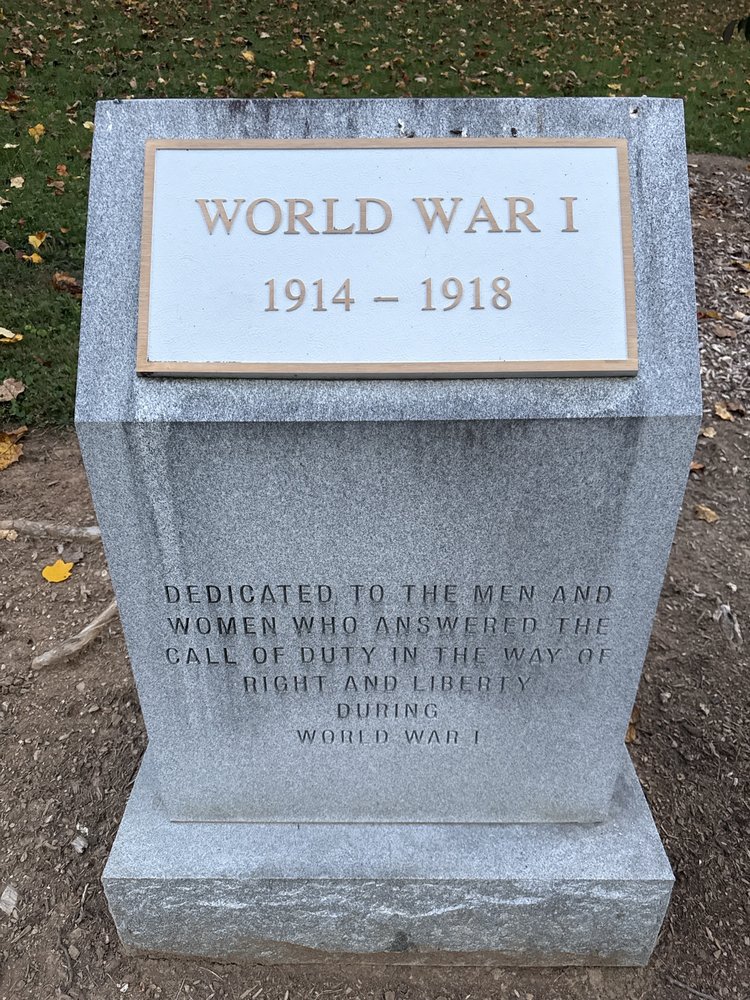 WORLD WAR I
1914 – 1918
DEDICATED TO THE MEN AND
WOMEN WHO ANSWERED THE
CALL OF DUTY IN THE WAY OF
RIGHT AND LIBERTY
DURING
WORLD WAR I